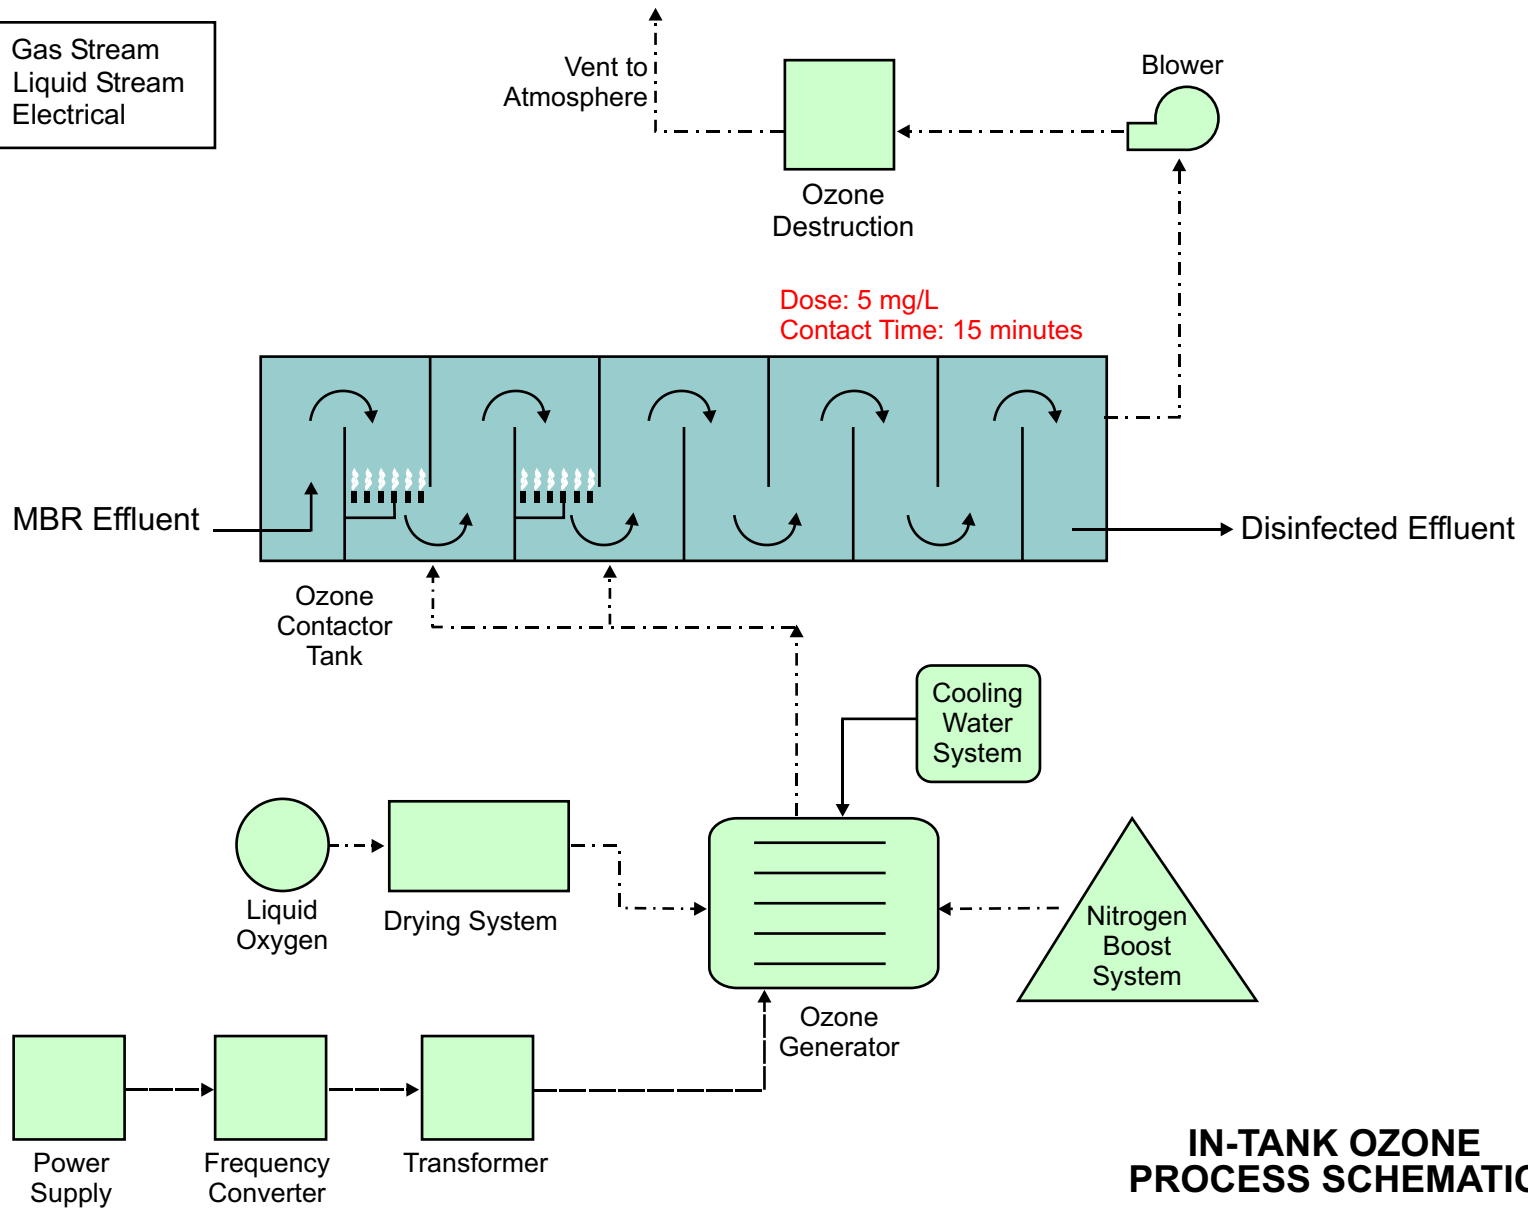 Gas Stream
Liquid Stream
Electrical
Vent to
Atmosphere
Blower
Ozone
Destruction
Dose: 5 mg/L
Contact Time: 15 minutes
MBR Effluent
Disinfected Effluent
Ozone
Contactor
Tank
Cooling
Water
System
Liquid
Oxygen
Drying System
Nitrogen
Boost
System
Ozone
Generator
Power
Supply
Frequency
Converter
Transformer
IN-TANK OZONE
PROCESS SCHEMATIC